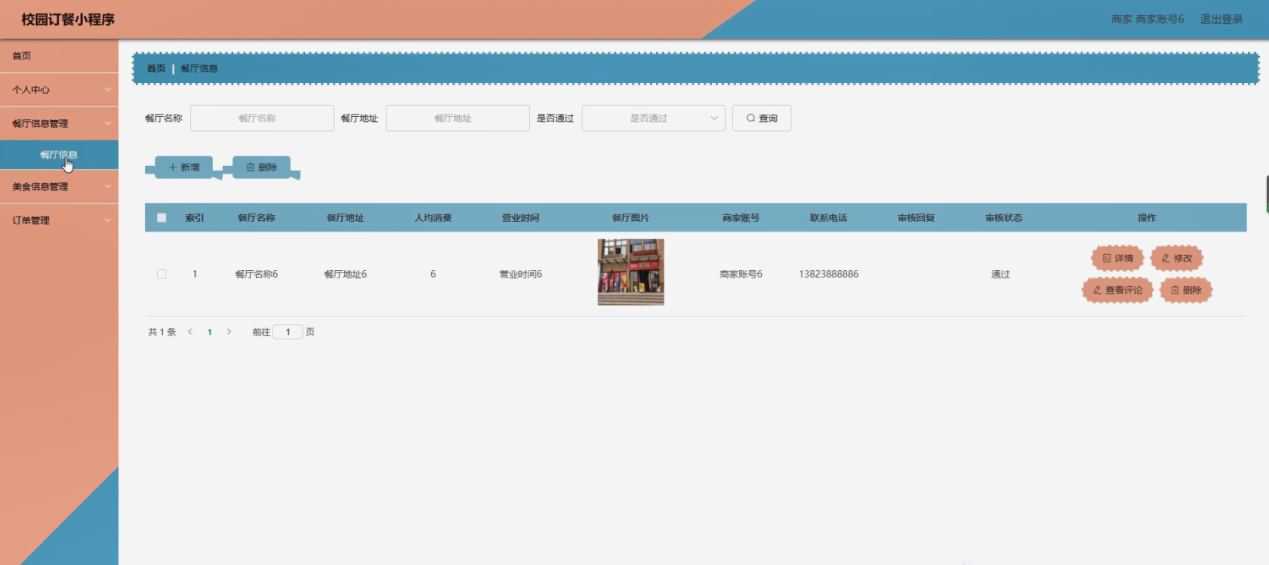 校园订餐小程序
商家 商家账号6 退出登录
首页
个人中心
餐厅信息管理
餐厅信息
美食信息管理
订单管理
首页 | 餐厅信息
餐厅名称 餐厅名称 餐厅地址 餐厅地址 是否通过 是否通过 查询
+ 新增 删除
索引 餐厅名称 餐厅地址 人均消费 营业时间 餐厅图片 商家账号 联系电话 审核回复 审核状态 操作
1 餐厅名称6 餐厅地址6 6 营业时间6 商家账号6 13823888886 通过 详情 修改
查看评论 删除
共 1 条 < 1 > 前往 1 页